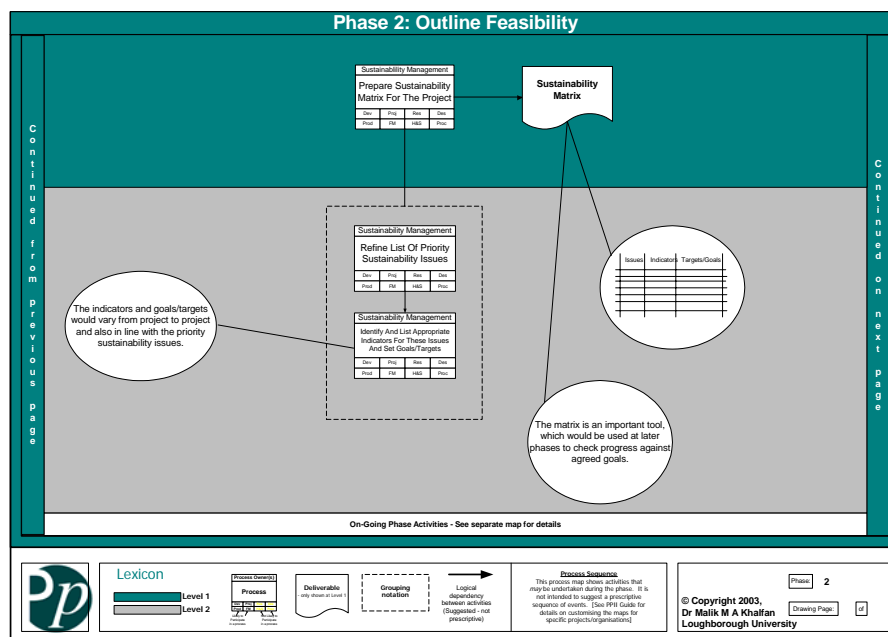 Phase 2: Outline Feasibility
Continued from previous page
Sustainability Management
Prepare Sustainability
Matrix For The Project
Dev Proj Res Des
Prod FM H&S Proc
Sustainability
Matrix
Sustainability Management
Refine List Of Priority
Sustainability Issues
Dev Proj Res Des
Prod FM H&S Proc
Issues Indicators Targets/Goals
The indicators and goals/targets
would vary from project to project
and also in line with the priority
sustainability issues.
Sustainability Management
Identify And List Appropriate
Indicators For These Issues
And Set Goals/Targets
Dev Proj Res Des
Prod FM H&S Proc
The matrix is an important tool,
which would be used at later
phases to check progress against
agreed goals.
Continued on next page
On-Going Phase Activities - See separate map for details
Pp
Lexicon
Level 1
Level 2
Process Owner(s)
Process
Deliverable
- only shown at Level 1
Grouping
notation
Logical
dependency
between activities
(Suggested - not
prescriptive)
Process Sequence
This process map shows activities that
may be undertaken during the phase. It is
not intended to suggest a prescriptive
sequence of events. [See PPII Guide for
details on customising the maps for
specific projects/organisations]
© Copyright 2003,
Dr Malik M A Khalfan
Loughborough University
Phase: 2
Drawing Page: of